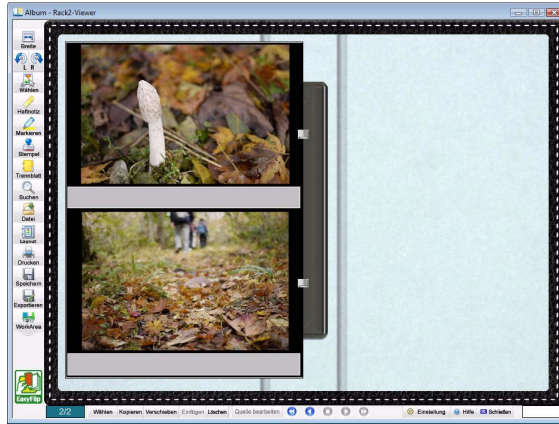 Album - Rack2-Viewer
Breite
L R
Wählen
Haftnotiz
Markieren
Stempel
Trennblatt
Suchen
Datei
Layout
Drucken
Speichern
Exportieren
WorkArea
EasyFlip
2/2 Wählen Kopieren Verschieben Einfügen Löschen Quelle bearbeiten Einstellung Hilfe Schließen